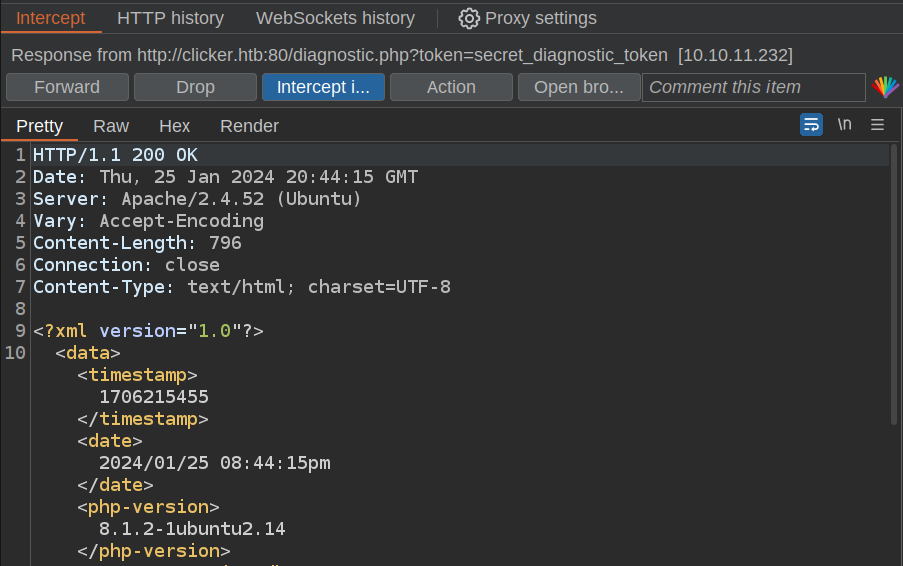 Intercept HTTP history WebSockets history Proxy settings
Response from http://clicker.htb:80/diagnostic.php?token=secret_diagnostic_token [10.10.11.232]
Forward Drop Intercept i... Action Open bro... Comment this item
Pretty Raw Hex Render \n
1 HTTP/1.1 200 OK
2 Date: Thu, 25 Jan 2024 20:44:15 GMT
3 Server: Apache/2.4.52 (Ubuntu)
4 Vary: Accept-Encoding
5 Content-Length: 796
6 Connection: close
7 Content-Type: text/html; charset=UTF-8
8
9 <?xml version="1.0"?>
10 <data>
<timestamp>
1706215455
</timestamp>
<date>
2024/01/25 08:44:15pm
</date>
<php-version>
8.1.2-1ubuntu2.14
</php-version>